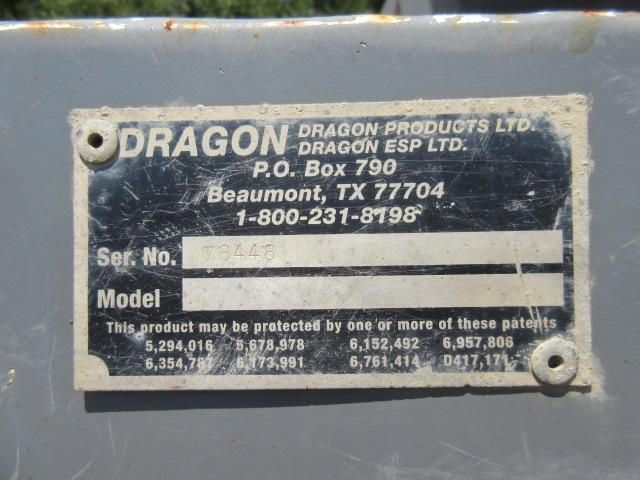 DRAGON DRAGON PRODUCTS LTD.
DRAGON ESP LTD.
P.O. Box 790
Beaumont, TX 77704
1-800-231-8198
Ser. No. 78448
Model
This product may be protected by one or more of these patents
5,294,016 5,678,978 6,152,492 6,957,806
6,354,787 6,173,991 6,761,414 D417,171